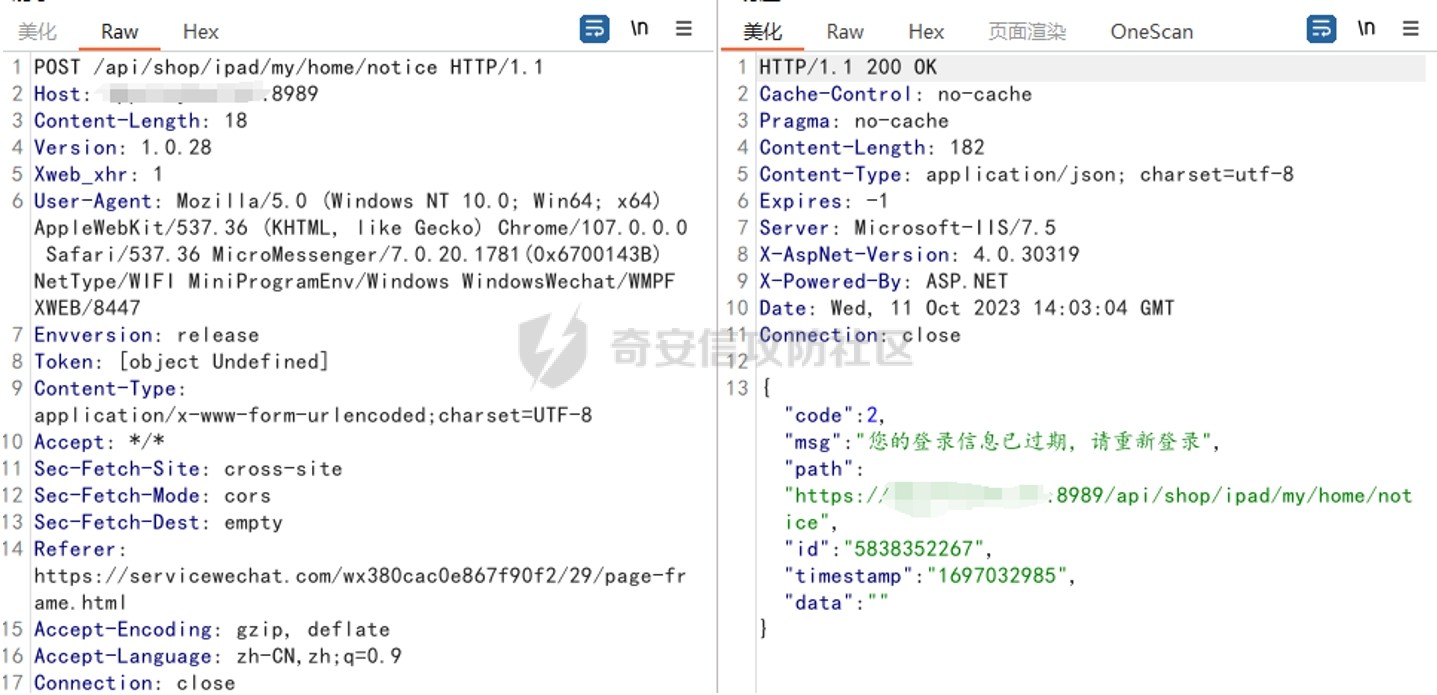 美化 Raw Hex \n
1 POST /api/shop/ipad/my/home/notice HTTP/1.1
2 Host: .8989
3 Content-Length: 18
4 Version: 1.0.28
5 Xweb_xhr: 1
6 User-Agent: Mozilla/5.0 (Windows NT 10.0; Win64; x64)
AppleWebKit/537.36 (KHTML, like Gecko) Chrome/107.0.0.0
Safari/537.36 MicroMessenger/7.0.20.1781(0x6700143B)
NetType/WIFI MiniProgramEnv/Windows WindowsWechat/WMPF
XWEB/8447
7 Envversion: release
8 Token: [object Undefined]
9 Content-Type:
application/x-www-form-urlencoded;charset=UTF-8
10 Accept: */*
11 Sec-Fetch-Site: cross-site
12 Sec-Fetch-Mode: cors
13 Sec-Fetch-Dest: empty
14 Referer:
https://servicewechat.com/wx380cac0e867f90f2/29/page-fr
ame.html
15 Accept-Encoding: gzip, deflate
16 Accept-Language: zh-CN,zh;q=0.9
17 Connection: close
美化 Raw Hex 页面渲染 OneScan \n
1 HTTP/1.1 200 OK
2 Cache-Control: no-cache
3 Pragma: no-cache
4 Content-Length: 182
5 Content-Type: application/json; charset=utf-8
6 Expires: -1
7 Server: Microsoft-IIS/7.5
8 X-AspNet-Version: 4.0.30319
9 X-Powered-By: ASP.NET
10 Date: Wed, 11 Oct 2023 14:03:04 GMT
11 Connection: close
12
13 {
"code":2,
"msg":"您的登录信息已过期，请重新登录",
"path":
"https:// .8989/api/shop/ipad/my/home/not
ice",
"id":"5838352267",
"timestamp":"1697032985",
"data":""
}
奇安信攻防社区